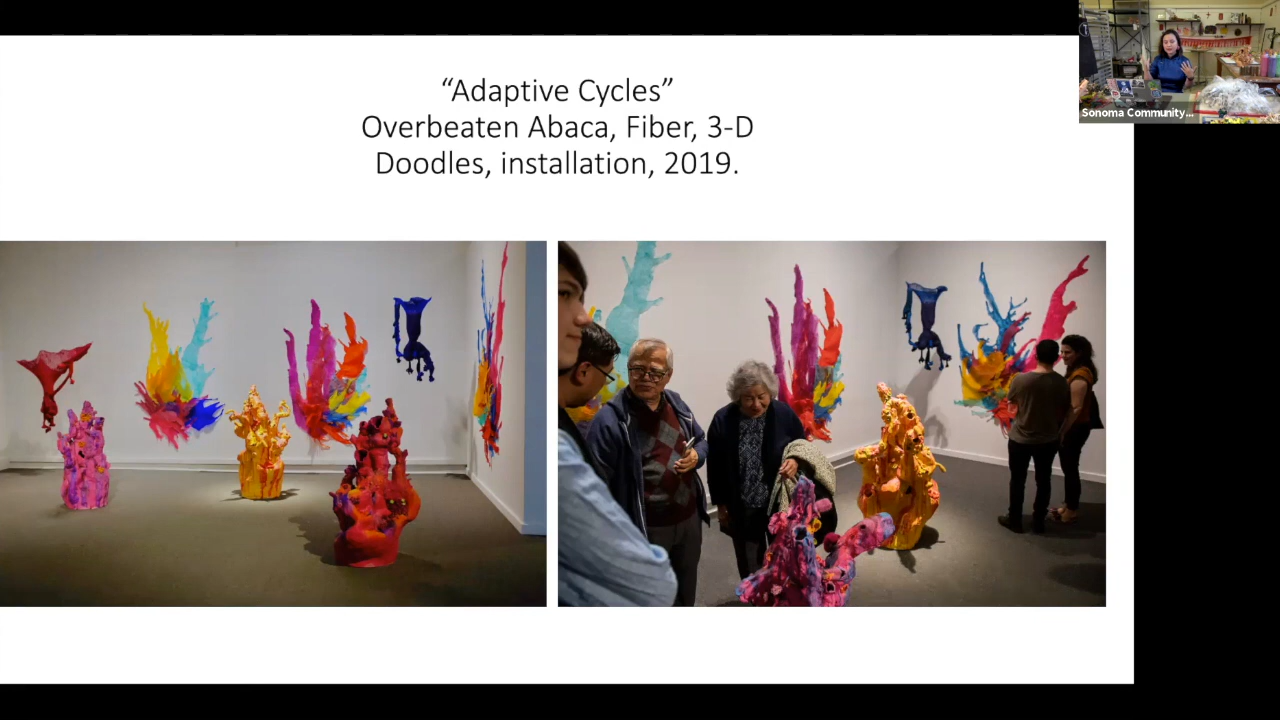 “Adaptive Cycles”
Overbeaten Abaca, Fiber, 3-D
Doodles, installation, 2019.
Sonoma Community...